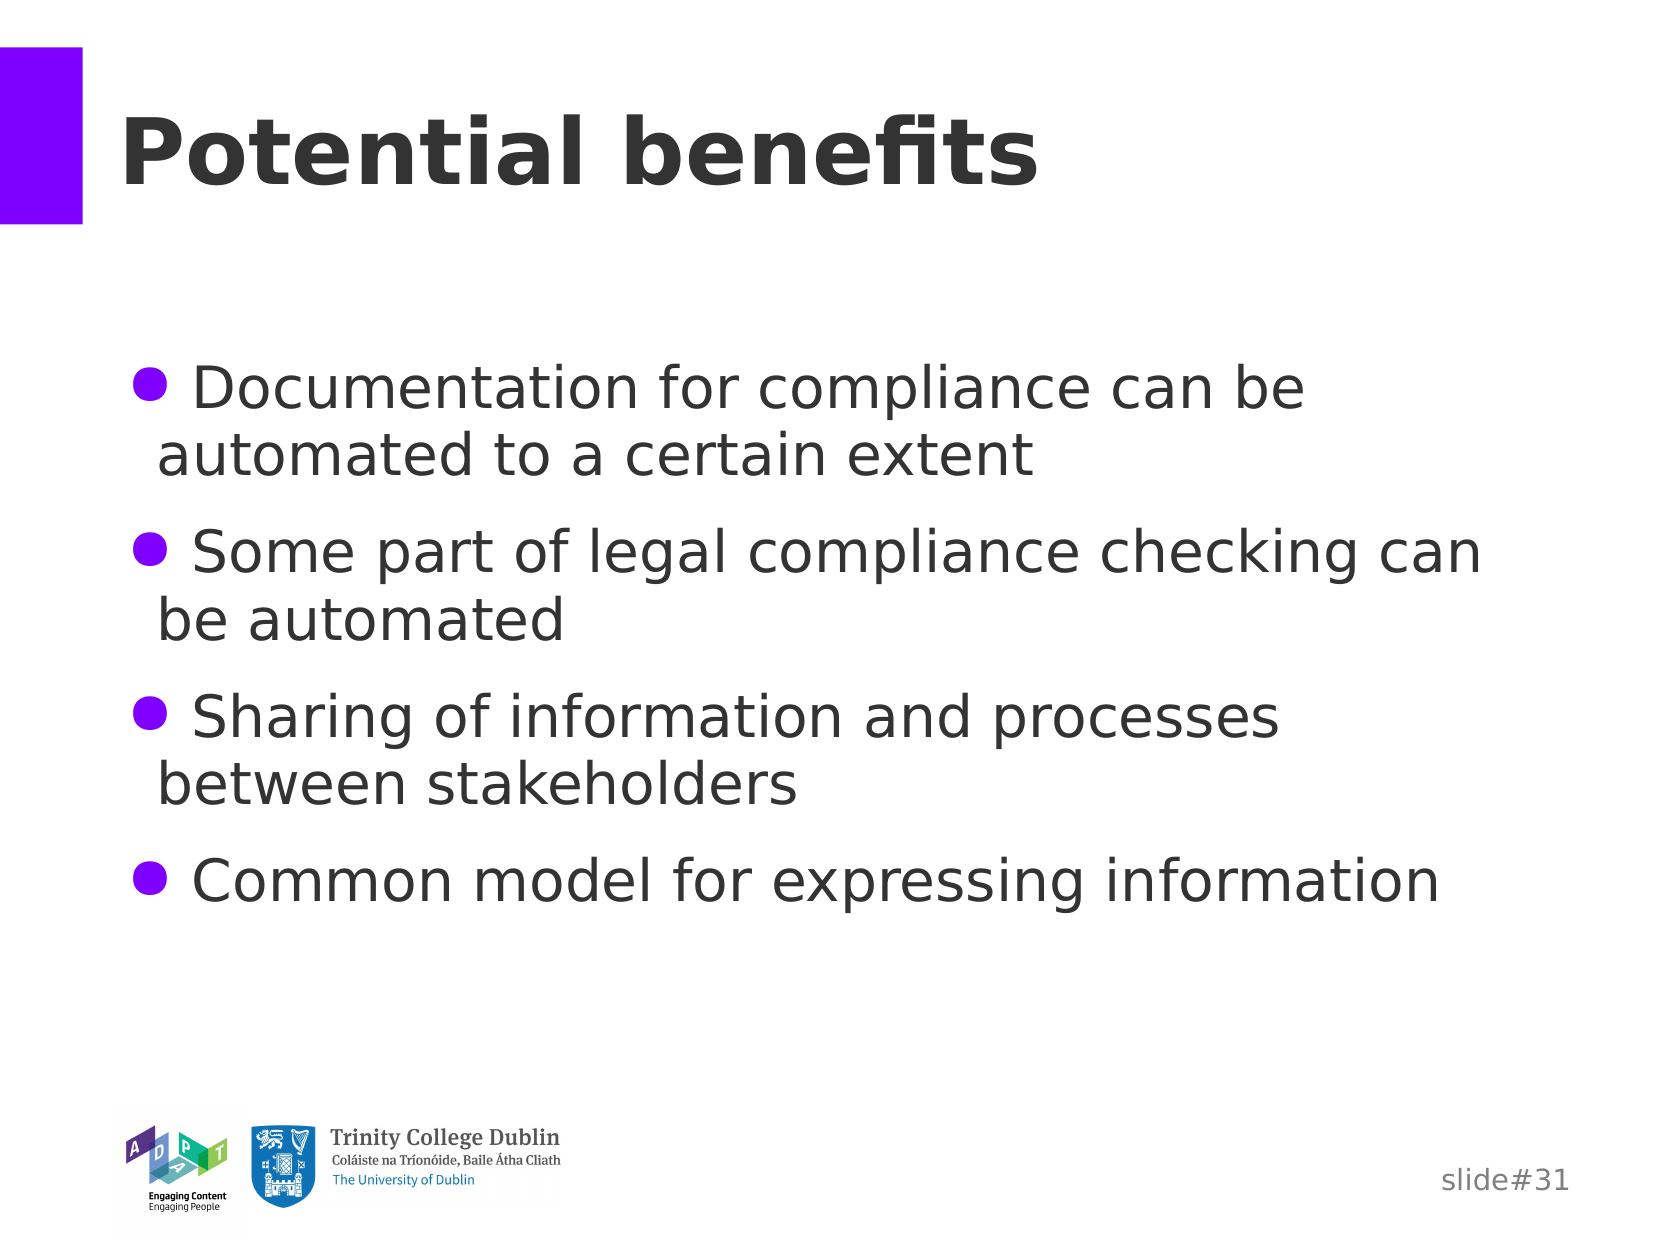 Potential benefits
● Documentation for compliance can be
automated to a certain extent
● Some part of legal compliance checking can
be automated
● Sharing of information and processes
between stakeholders
● Common model for expressing information
ADAPT
Engaging Content
Engaging People
Trinity College Dublin
Coláiste na Tríonóide, Baile Átha Cliath
The University of Dublin
slide#31